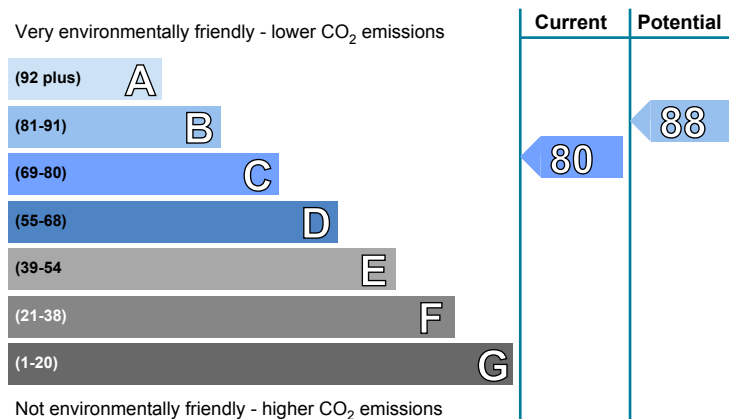 Very environmentally friendly - lower CO₂ emissions
Current
Potential
(92 plus) A
(81-91) B
88
(69-80) C
80
(55-68) D
(39-54 E
(21-38) F
(1-20) G
Not environmentally friendly - higher CO₂ emissions